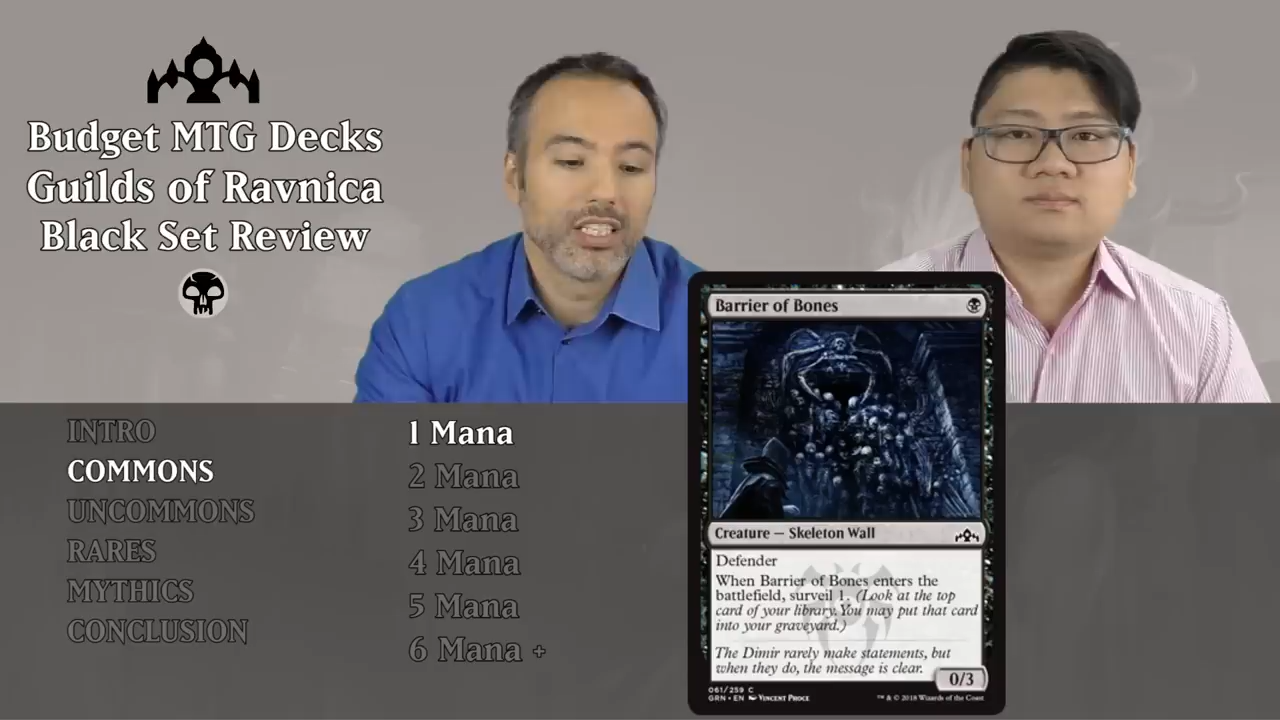 Budget MTG Decks
Guilds of Ravnica
Black Set Review
INTRO
COMMONS
UNCOMMONS
RARES
MYTHICS
CONCLUSION
1 Mana
2 Mana
3 Mana
4 Mana
5 Mana
6 Mana +
Barrier of Bones
Creature — Skeleton Wall
Defender
When Barrier of Bones enters the
battlefield, surveil 1. (Look at the top
card of your library. You may put that card
into your graveyard.)
The Dimir rarely make statements, but
when they do, the message is clear.
0/3
061/259 C
GRN • EN Vincent Proce
™ & © 2018 Wizards of the Coast